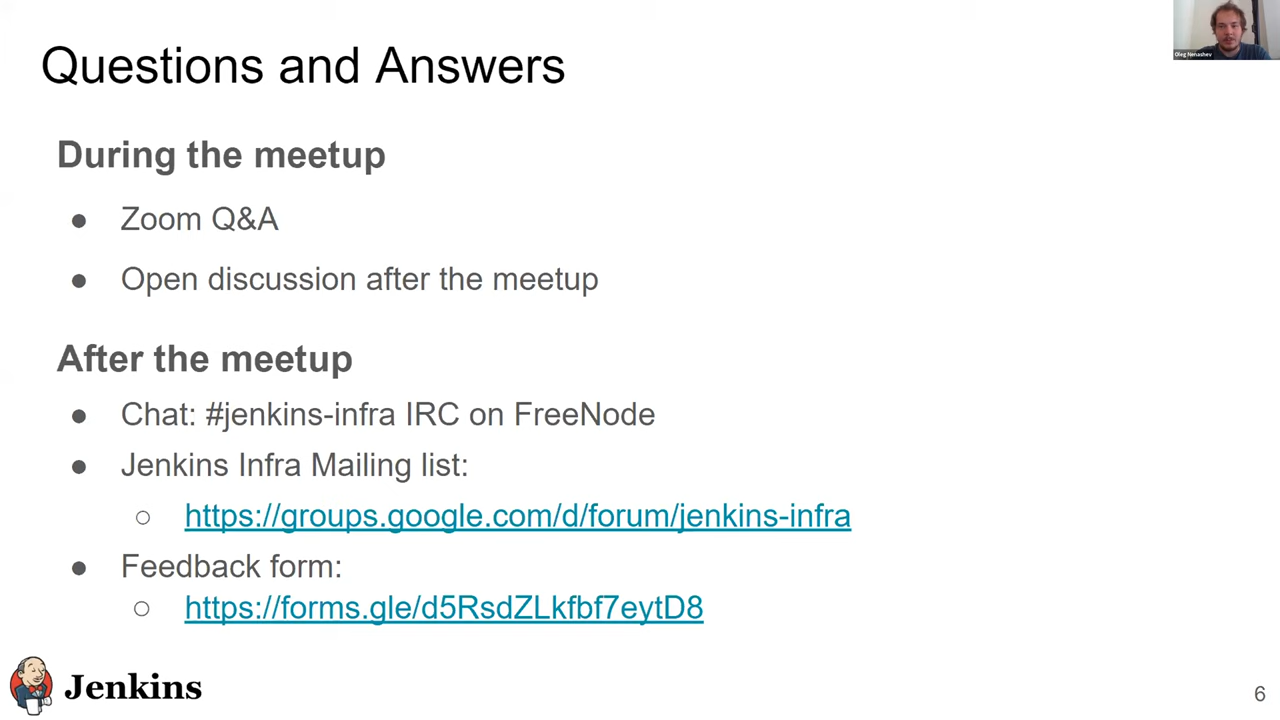 Oleg Nenashev
Questions and Answers
During the meetup
● Zoom Q&A
● Open discussion after the meetup
After the meetup
● Chat: #jenkins-infra IRC on FreeNode
● Jenkins Infra Mailing list:
○ https://groups.google.com/d/forum/jenkins-infra
● Feedback form:
○ https://forms.gle/d5RsdZLkfbf7eytD8
Jenkins
6